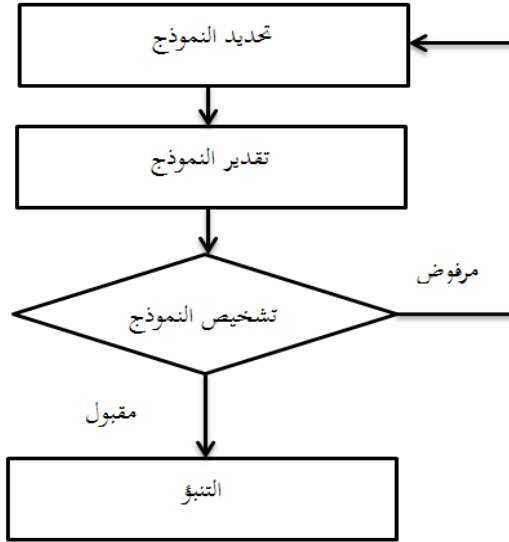 تحديد النموذج
تقدير النموذج
مرفوض
تشخيص النموذج
مقبول
التنبؤ